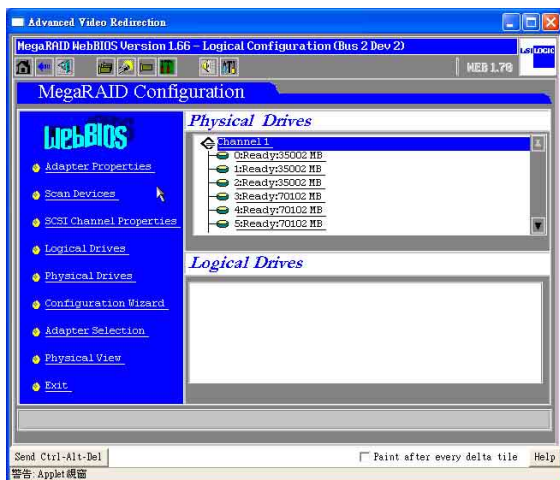 Advanced Video Redirection
MegaRAID WebBIOS Version 1.66 - Logical Configuration (Bus 2 Dev 2)
LSI LOGIC
WEB 1.70
MegaRAID Configuration
WebBIOS
Adapter Properties
Scan Devices
SCSI Channel Properties
Logical Drives
Physical Drives
Configuration Wizard
Adapter Selection
Physical View
Exit
Physical Drives
Channel 1
0:Ready:35002 MB
1:Ready:35002 MB
2:Ready:35002 MB
3:Ready:70102 MB
4:Ready:70102 MB
5:Ready:70102 MB
Logical Drives
Send Ctrl-Alt-Del
Paint after every delta tile
Help
警告: Applet 視窗